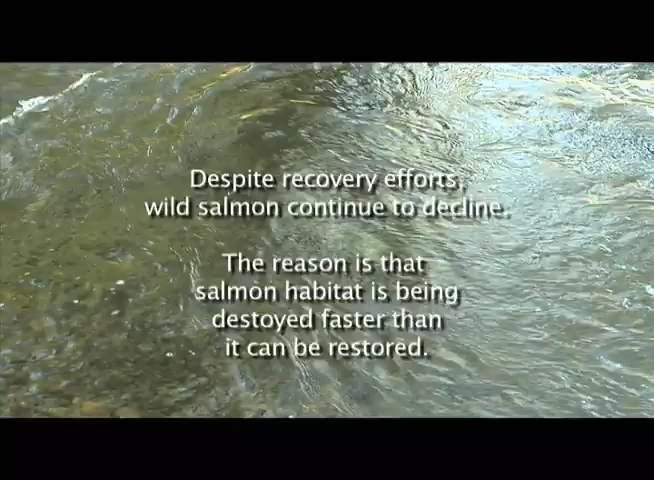 Despite recovery efforts,
wild salmon continue to decline.
The reason is that
salmon habitat is being
destoyed faster than
it can be restored.